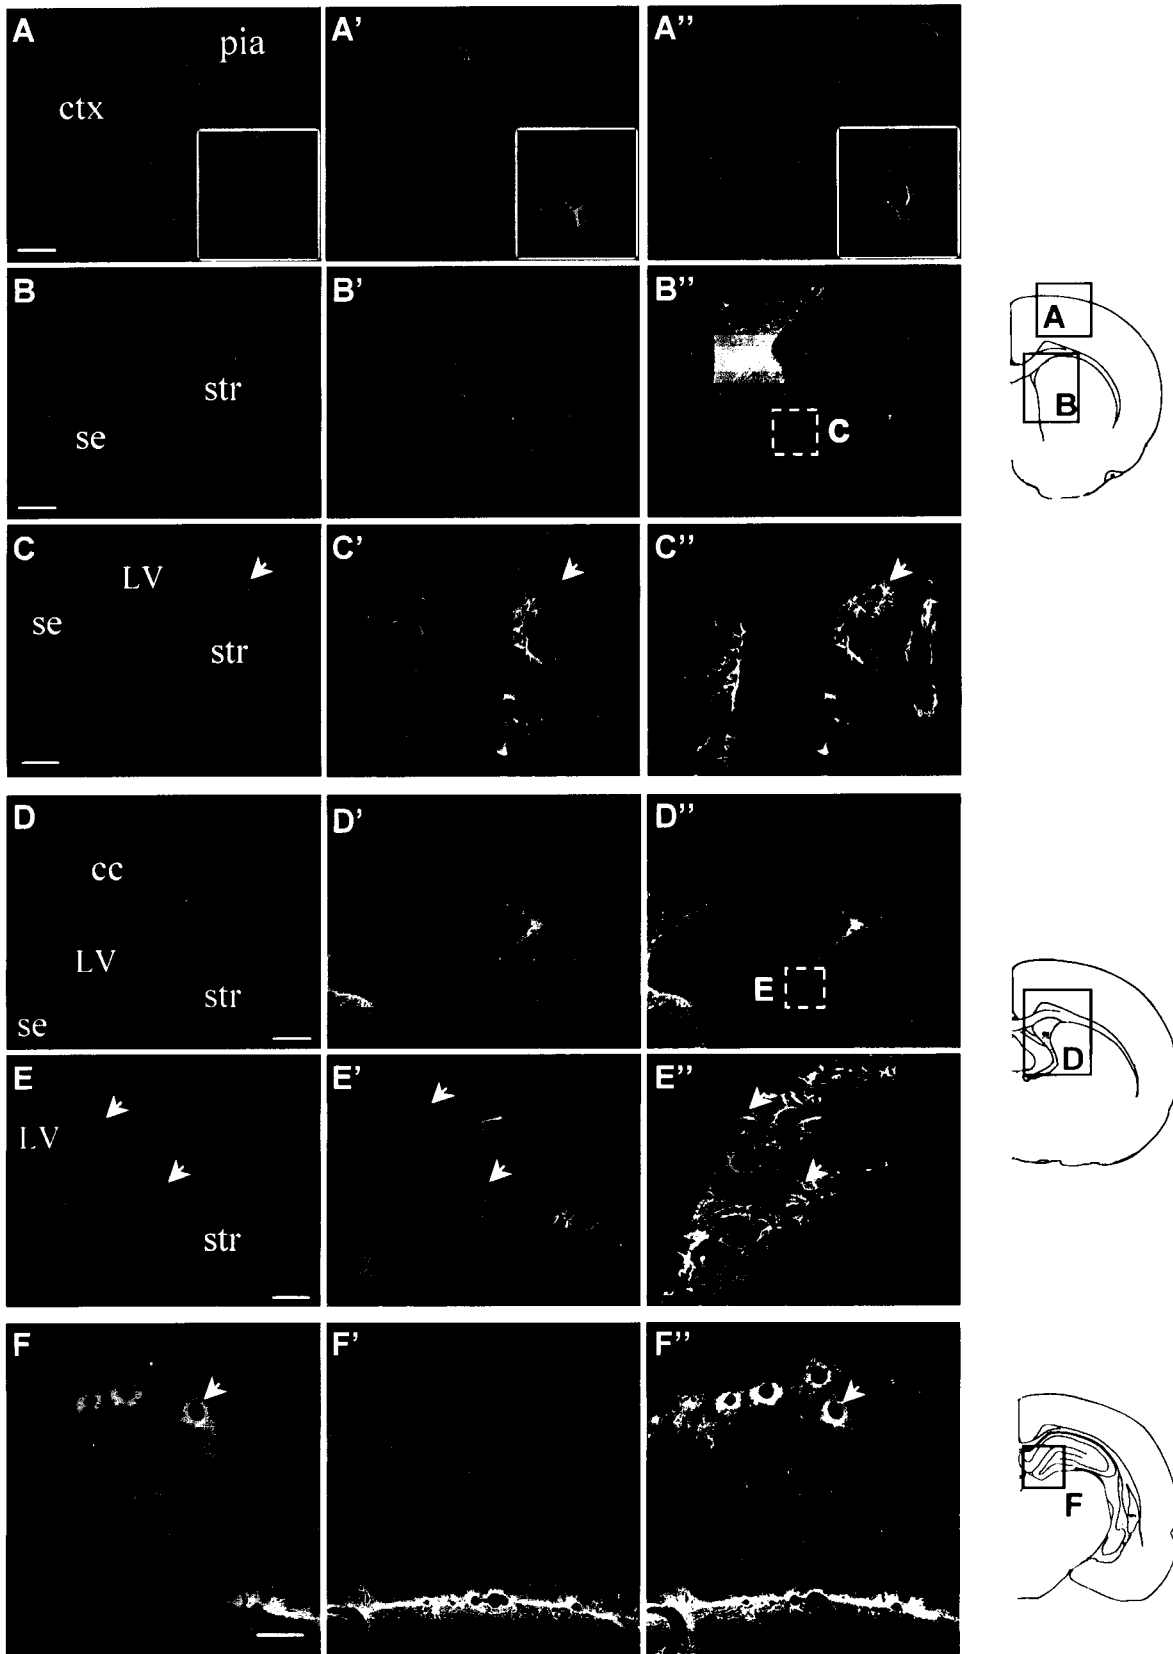 A A' A''
pia
ctx
B B' B''
str
se
C
A
B
C C' C''
LV
se
str
D D' D''
cc
LV
str
se
E
D
E E' E''
LV
str
F F' F''
F